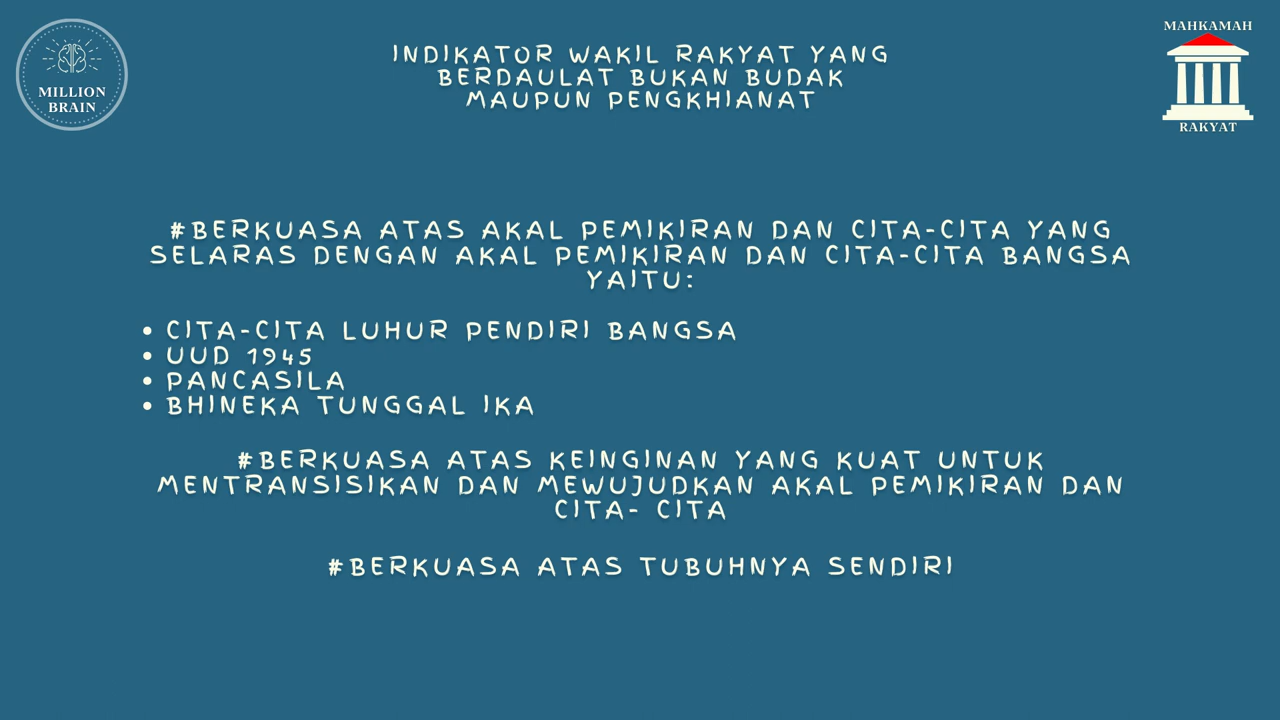 MILLION
BRAIN
INDIKATOR WAKIL RAKYAT YANG
BERDAULAT BUKAN BUDAK
MAUPUN PENGKHIANAT
MAHKAMAH
RAKYAT
#BERKUASA ATAS AKAL PEMIKIRAN DAN CITA-CITA YANG
SELARAS DENGAN AKAL PEMIKIRAN DAN CITA-CITA BANGSA
YAITU:
• CITA-CITA LUHUR PENDIRI BANGSA
• UUD 1945
• PANCASILA
• BHINEKA TUNGGAL IKA
#BERKUASA ATAS KEINGINAN YANG KUAT UNTUK
MENTRANSISIKAN DAN MEWUJUDKAN AKAL PEMIKIRAN DAN
CITA- CITA
#BERKUASA ATAS TUBUHNYA SENDIRI